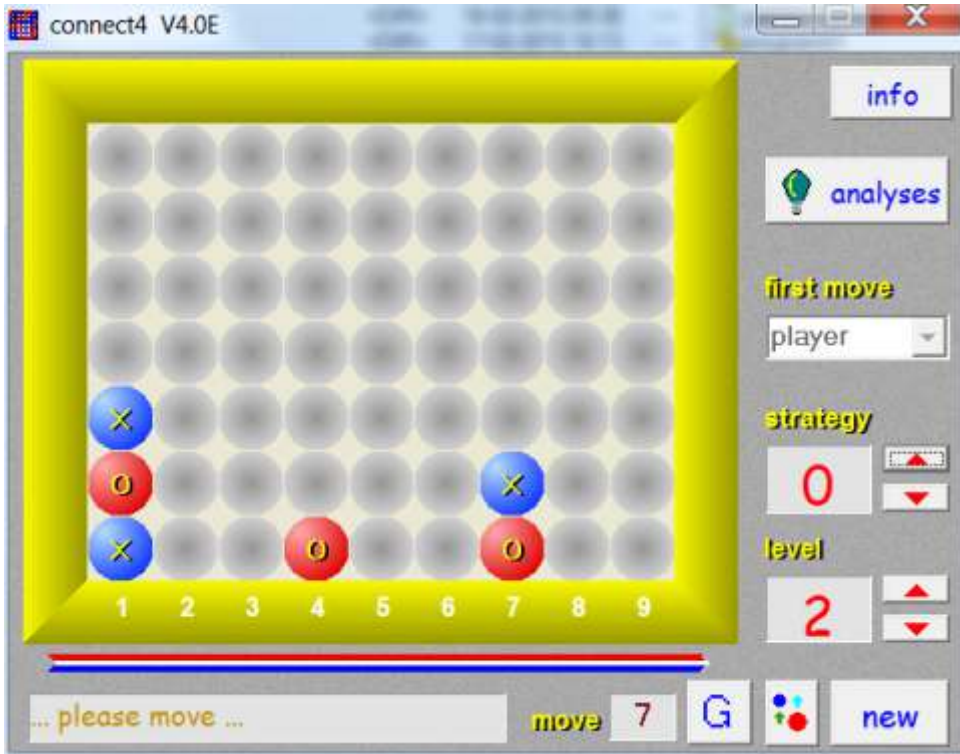 connect4 V4.0E
info
analyses
first move
player
X
O
X
strategy
0
X
O
O
level
2
1 2 3 4 5 6 7 8 9
... please move ...
move 7
G
new